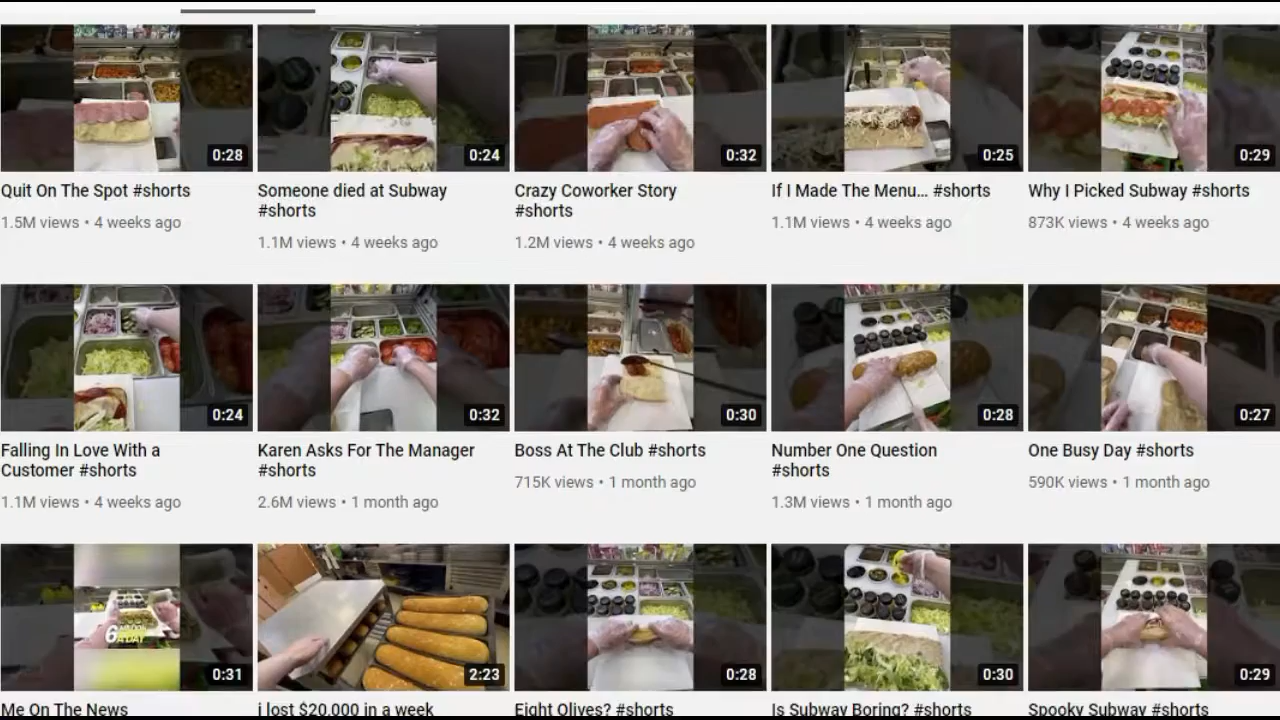 0:28
0:24
0:32
0:25
0:29
Quit On The Spot #shorts
Someone died at Subway
#shorts
Crazy Coworker Story
#shorts
If I Made The Menu... #shorts
Why I Picked Subway #shorts
1.5M views • 4 weeks ago
1.1M views • 4 weeks ago
1.2M views • 4 weeks ago
1.1M views • 4 weeks ago
873K views • 4 weeks ago
0:24
0:32
0:30
0:28
0:27
Falling In Love With a
Customer #shorts
Karen Asks For The Manager
#shorts
Boss At The Club #shorts
Number One Question
#shorts
One Busy Day #shorts
1.1M views • 4 weeks ago
2.6M views • 1 month ago
715K views • 1 month ago
1.3M views • 1 month ago
590K views • 1 month ago
6 MILLION
A DAY
0:31
2:23
0:28
0:30
0:29
Me On The News
i lost $20,000 in a week
Eight Olives? #shorts
Is Subway Boring? #shorts
Spooky Subway #shorts